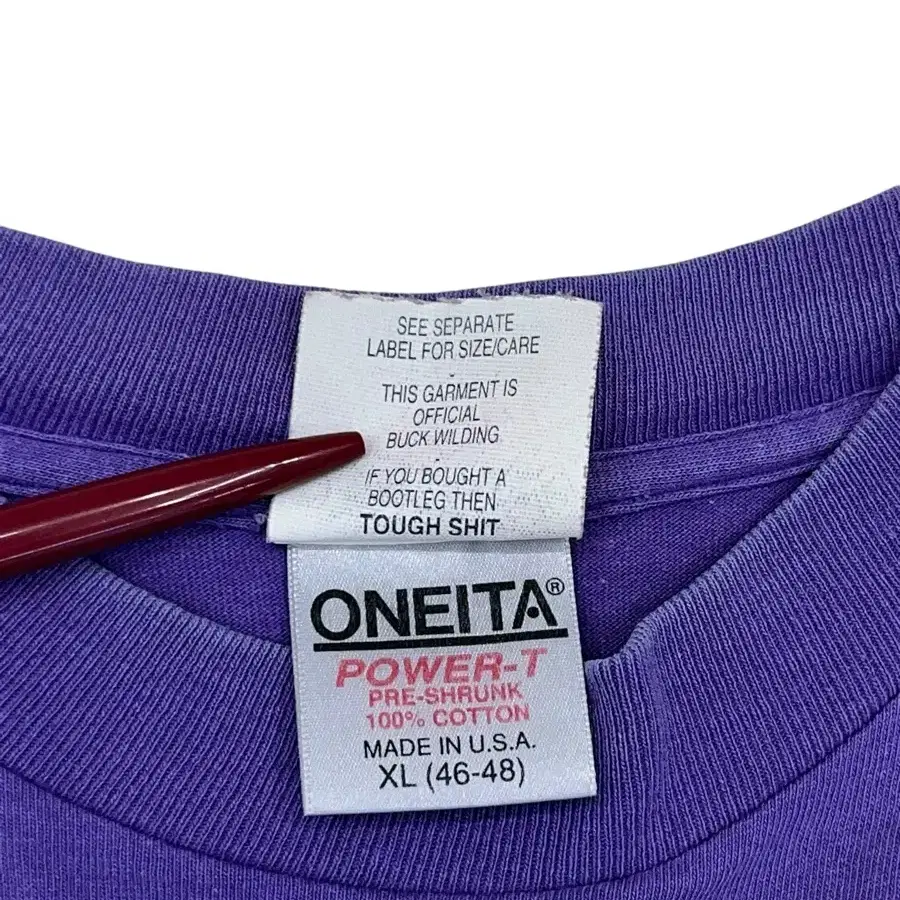 SEE SEPARATE
LABEL FOR SIZE/CARE
THIS GARMENT IS
OFFICIAL
BUCK WILDING
IF YOU BOUGHT A
BOOTLEG THEN
TOUGH SHIT
ONEITA®
POWER-T
PRE-SHRUNK
100% COTTON
MADE IN U.S.A.
XL (46-48)